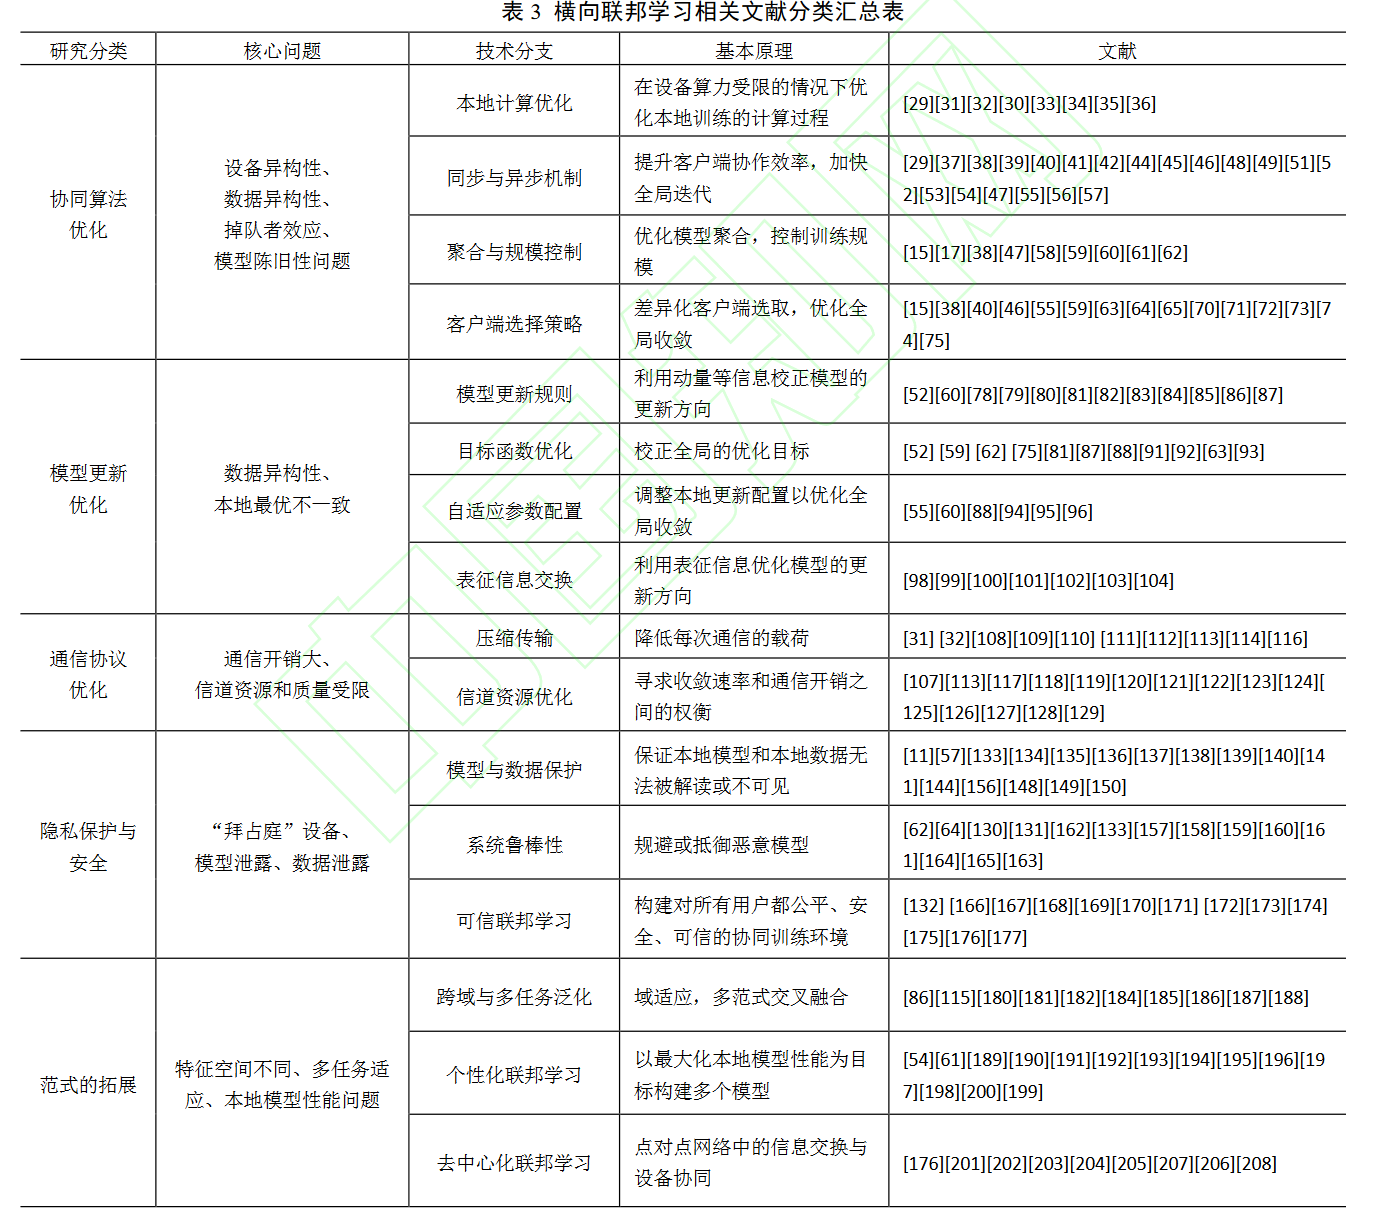 表 3 横向联邦学习相关文献分类汇总表
研究分类 核心问题 技术分支 基本原理 文献
协同算法
优化
设备异构性、
数据异构性、
掉队者效应、
模型陈旧性问题
本地计算优化
在设备算力受限的情况下优
化本地训练的计算过程
[29][31][32][30][33][34][35][36]
同步与异步机制
提升客户端协作效率，加快
全局迭代
[29][37][38][39][40][41][42][44][45][46][48][49][51][5
2][53][54][47][55][56][57]
聚合与规模控制
优化模型聚合，控制训练规
模
[15][17][38][47][58][59][60][61][62]
客户端选择策略
差异化客户端选取，优化全
局收敛
[15][38][40][46][55][59][63][64][65][70][71][72][73][7
4][75]
模型更新
优化
数据异构性、
本地最优不一致
模型更新规则
利用动量等信息校正模型的
更新方向
[52][60][78][79][80][81][82][83][84][85][86][87]
目标函数优化
校正全局的优化目标
[52] [59] [62] [75][81][87][88][91][92][63][93]
自适应参数配置
调整本地更新配置以优化全
局收敛
[55][60][88][94][95][96]
表征信息交换
利用表征信息优化模型的更
新方向
[98][99][100][101][102][103][104]
通信协议
优化
通信开销大、
信道资源和质量受限
压缩传输
降低每次通信的载荷
[31] [32][108][109][110] [111][112][113][114][116]
信道资源优化
寻求收敛速率和通信开销之
间的权衡
[107][113][117][118][119][120][121][122][123][124][
125][126][127][128][129]
隐私保护与
安全
“拜占庭”设备、
模型泄露、数据泄露
模型与数据保护
保证本地模型和本地数据无
法被解读或不可见
[11][57][133][134][135][136][137][138][139][140][14
1][144][156][148][149][150]
系统鲁棒性
规避或抵御恶意模型
[62][64][130][131][162][133][157][158][159][160][16
1][164][165][163]
可信联邦学习
构建对所有用户都公平、安
全、可信的协同训练环境
[132] [166][167][168][169][170][171] [172][173][174]
[175][176][177]
范式的拓展
特征空间不同、多任务适
应、本地模型性能问题
跨域与多任务泛化
域适应，多范式交叉融合
[86][115][180][181][182][184][185][186][187][188]
个性化联邦学习
以最大化本地模型性能为目
标构建多个模型
[54][61][189][190][191][192][193][194][195][196][19
7][198][200][199]
去中心化联邦学习
点对点网络中的信息交换与
设备协同
[176][201][202][203][204][205][207][206][208]
中国知网